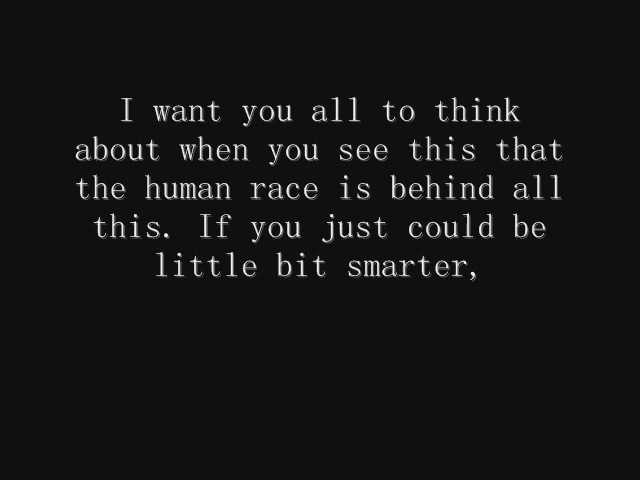 I want you all to think
about when you see this that
the human race is behind all
this. If you just could be
little bit smarter,